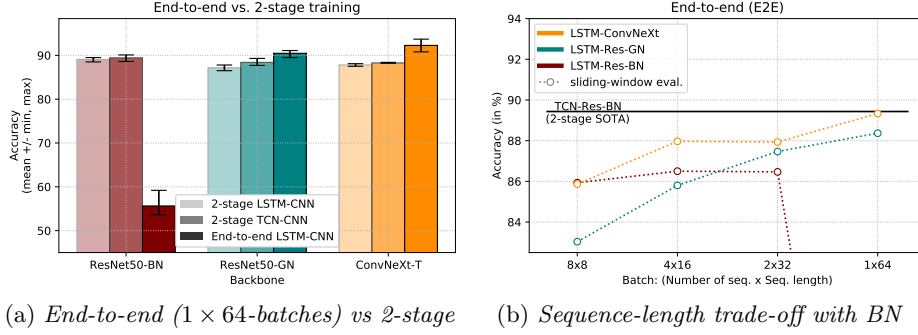 End-to-end vs. 2-stage training
Accuracy
(mean +/- min, max)
90
80
70
60
50
2-stage LSTM-CNN
2-stage TCN-CNN
End-to-end LSTM-CNN
ResNet50-BN
ResNet50-GN
ConvNeXt-T
Backbone
(a) End-to-end (1 × 64-batches) vs 2-stage
End-to-end (E2E)
Accuracy (in %)
94
92
90
88
86
84
82
LSTM-ConvNeXt
LSTM-Res-GN
LSTM-Res-BN
sliding-window eval.
TCN-Res-BN
(2-stage SOTA)
8x8
4x16
2x32
1x64
Batch: (Number of seq. x Seq. length)
(b) Sequence-length trade-off with BN